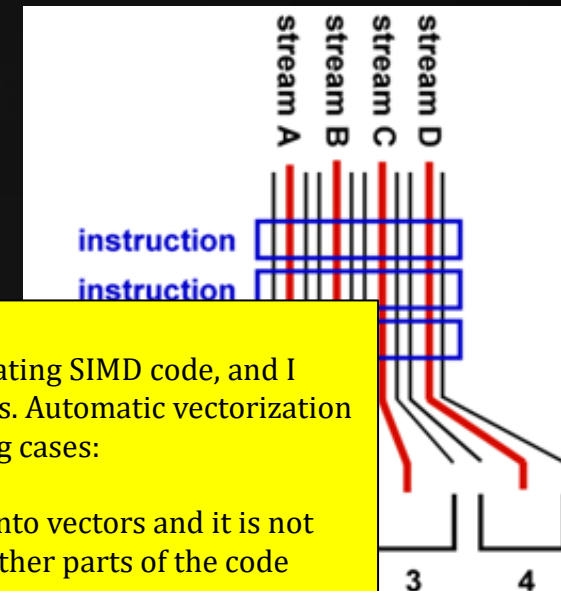 stream A
stream B
stream C
stream D
instruction
instruction
ating SIMD code, and I
s. Automatic vectorization
g cases:
nto vectors and it is not
ther parts of the code
3
4